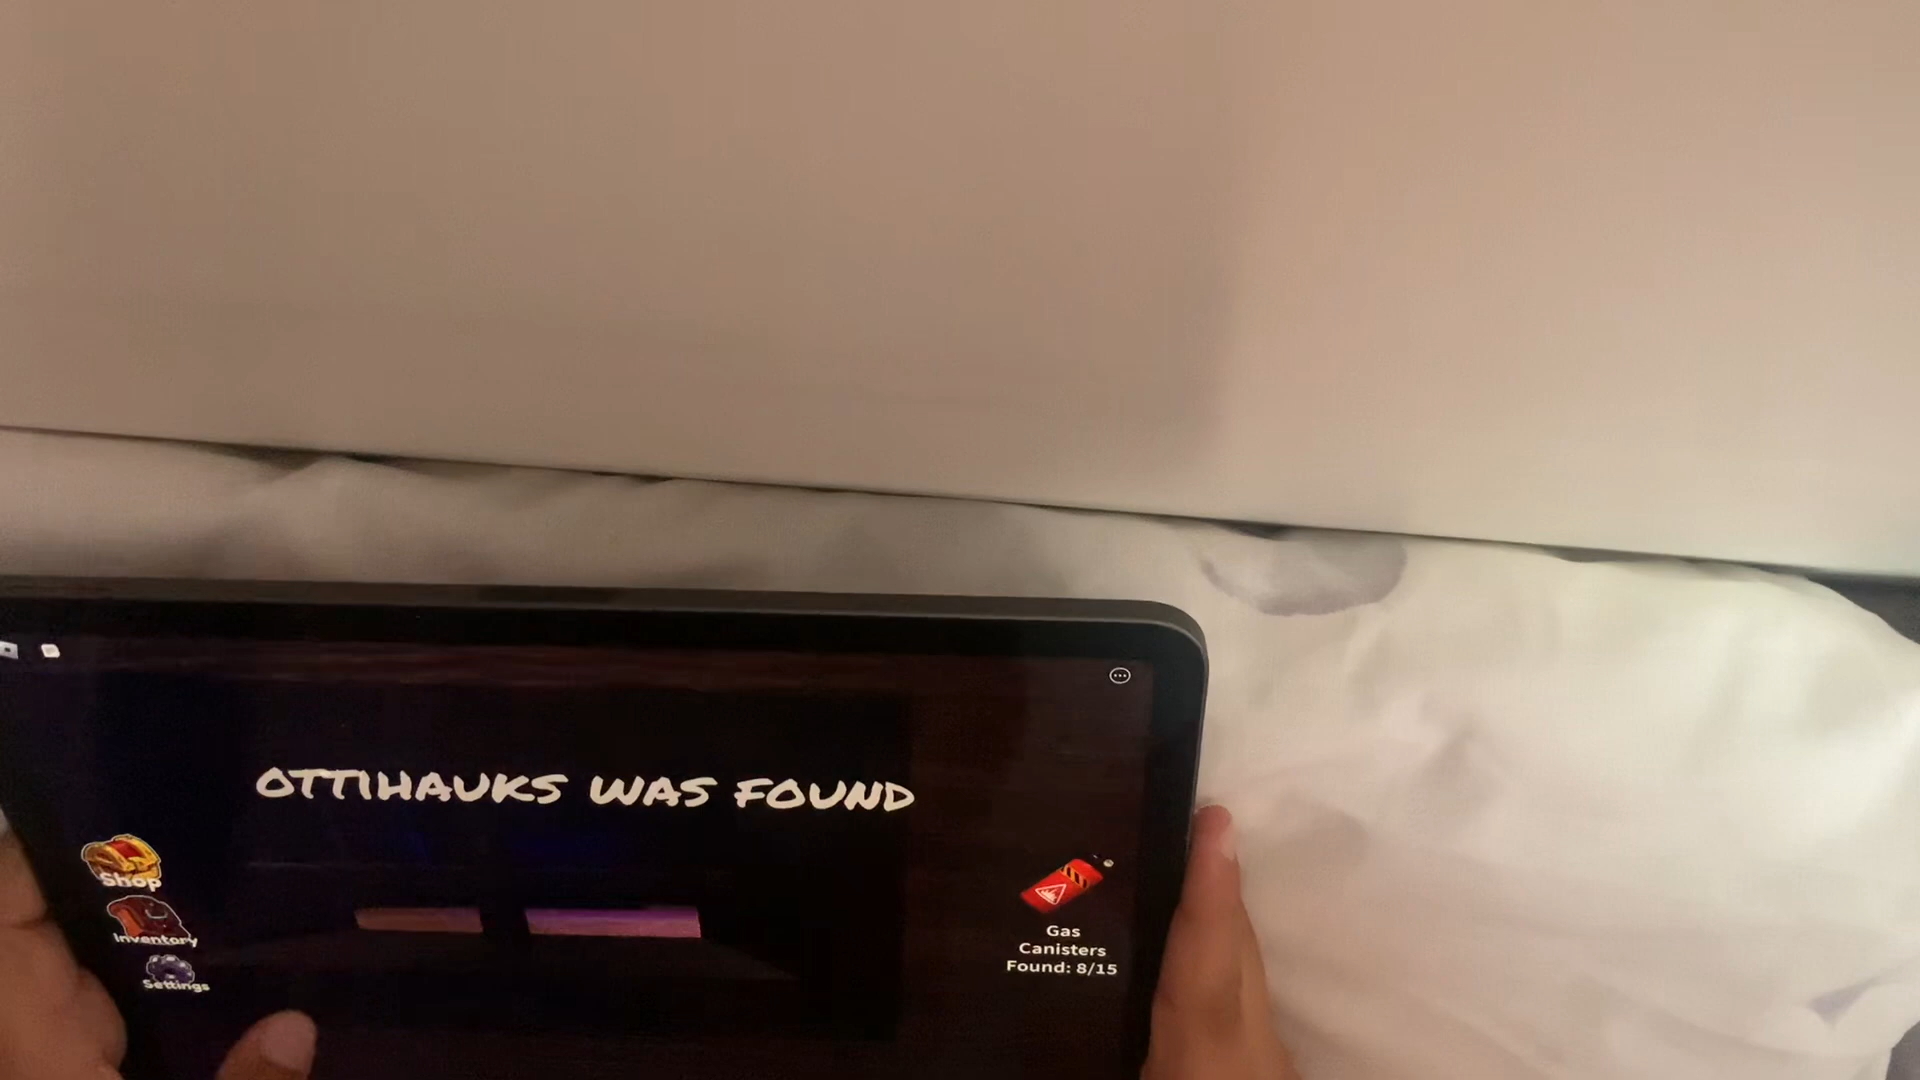 OTTIHAUKS WAS FOUND
Shop
Inventory
Settings
Gas
Canisters
Found: 8/15